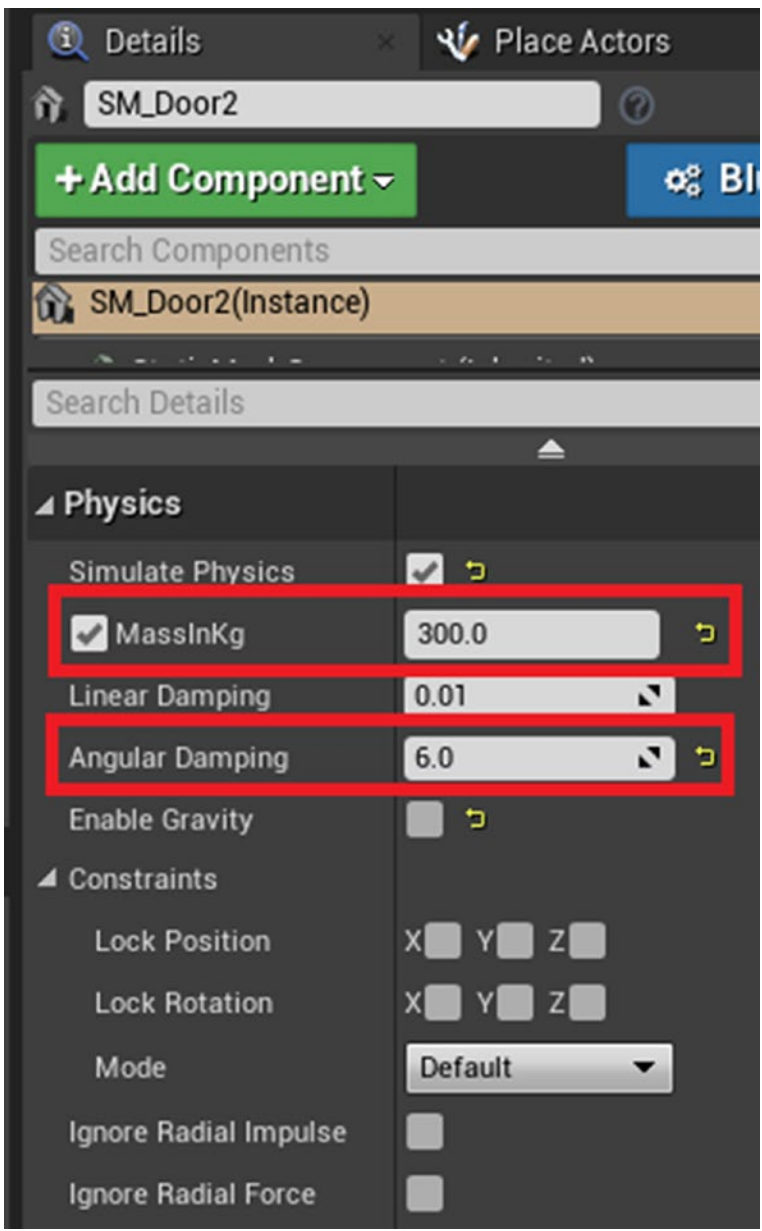 Details
Place Actors
SM_Door2
+ Add Component
Search Components
SM_Door2(Instance)
Search Details
Physics
Simulate Physics
MassInKg 300.0
Linear Damping 0.01
Angular Damping 6.0
Enable Gravity
Constraints
Lock Position X Y Z
Lock Rotation X Y Z
Mode Default
Ignore Radial Impulse
Ignore Radial Force